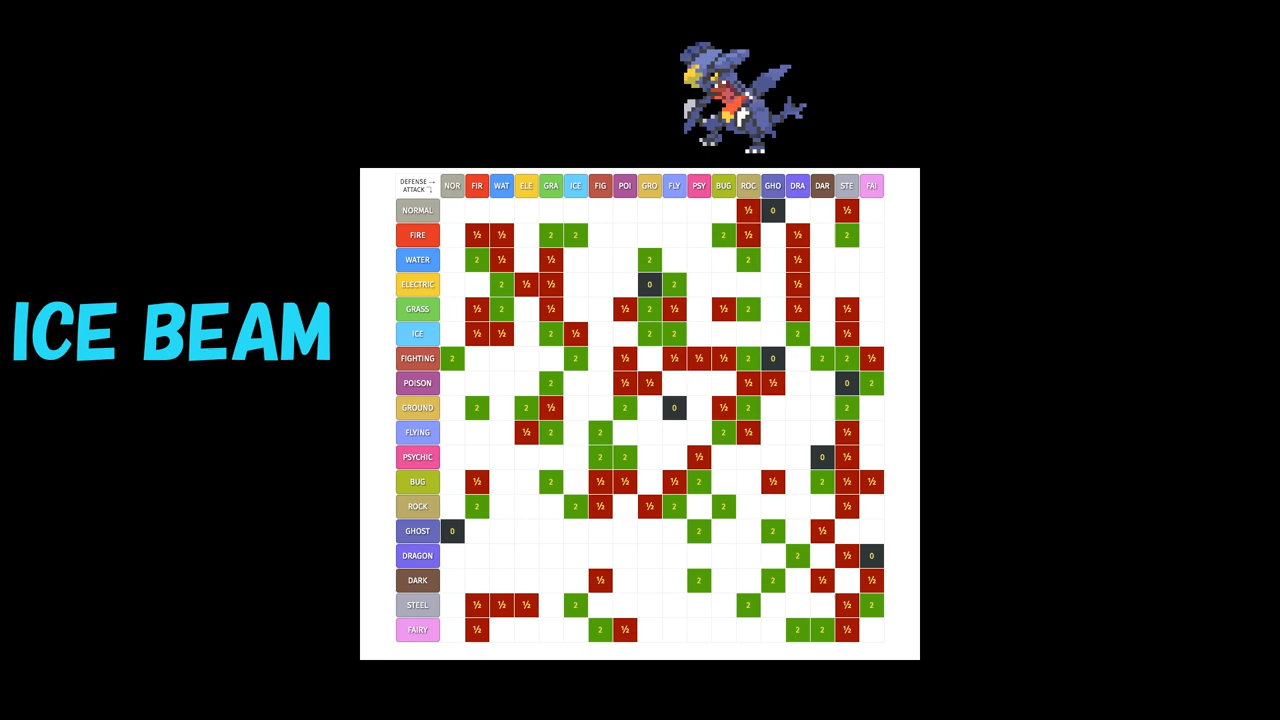 ICE BEAM
DEFENSE → NOR FIR WAT ELE GRA ICE FIG POI GRO FLY PSY BUG ROC GHO DRA DAR STE FAI
ATTACK ⤵
NORMAL ½ 0 ½
FIRE ½ ½ 2 2 2 ½ ½ 2
WATER 2 ½ ½ 2 2 ½
ELECTRIC 2 ½ ½ 0 2 ½
GRASS ½ 2 ½ ½ 2 ½ ½ 2 ½ ½
ICE ½ ½ 2 ½ 2 2 2 ½
FIGHTING 2 2 ½ ½ ½ ½ 2 0 2 2 ½
POISON 2 ½ ½ ½ ½ 0 2
GROUND 2 2 ½ 2 0 ½ 2 2
FLYING ½ 2 2 2 ½ ½
PSYCHIC 2 2 ½ 0 ½
BUG ½ 2 ½ ½ ½ 2 ½ 2 ½ ½
ROCK 2 2 ½ ½ 2 2 ½
GHOST 0 2 2 ½
DRAGON 2 ½ 0
DARK ½ 2 2 ½ ½
STEEL ½ ½ ½ 2 2 ½ 2
FAIRY ½ 2 ½ 2 2 ½